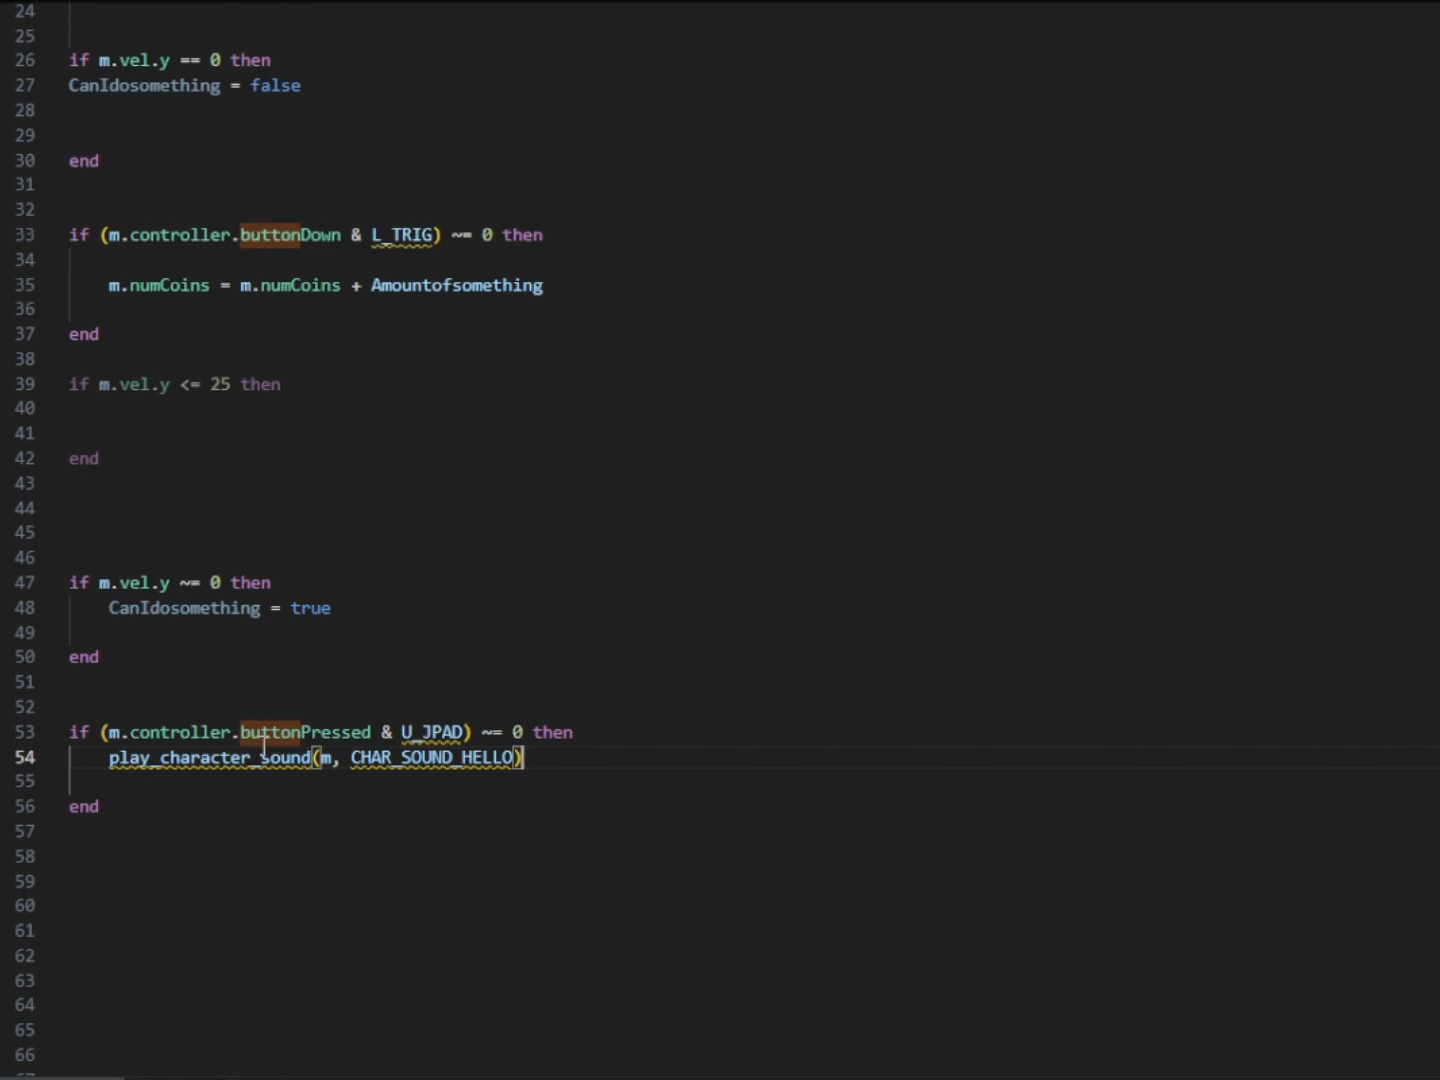 24
25
26 if m.vel.y == 0 then
27 CanIdosomething = false
28
29
30 end
31
32
33 if (m.controller.buttonDown & L_TRIG) ~= 0 then
34
35 m.numCoins = m.numCoins + Amountofsomething
36
37 end
38
39 if m.vel.y <= 25 then
40
41
42 end
43
44
45
46
47 if m.vel.y ~= 0 then
48 CanIdosomething = true
49
50 end
51
52
53 if (m.controller.buttonPressed & U_JPAD) ~= 0 then
54 play_character_sound(m, CHAR_SOUND_HELLO)
55
56 end
57
58
59
60
61
62
63
64
65
66